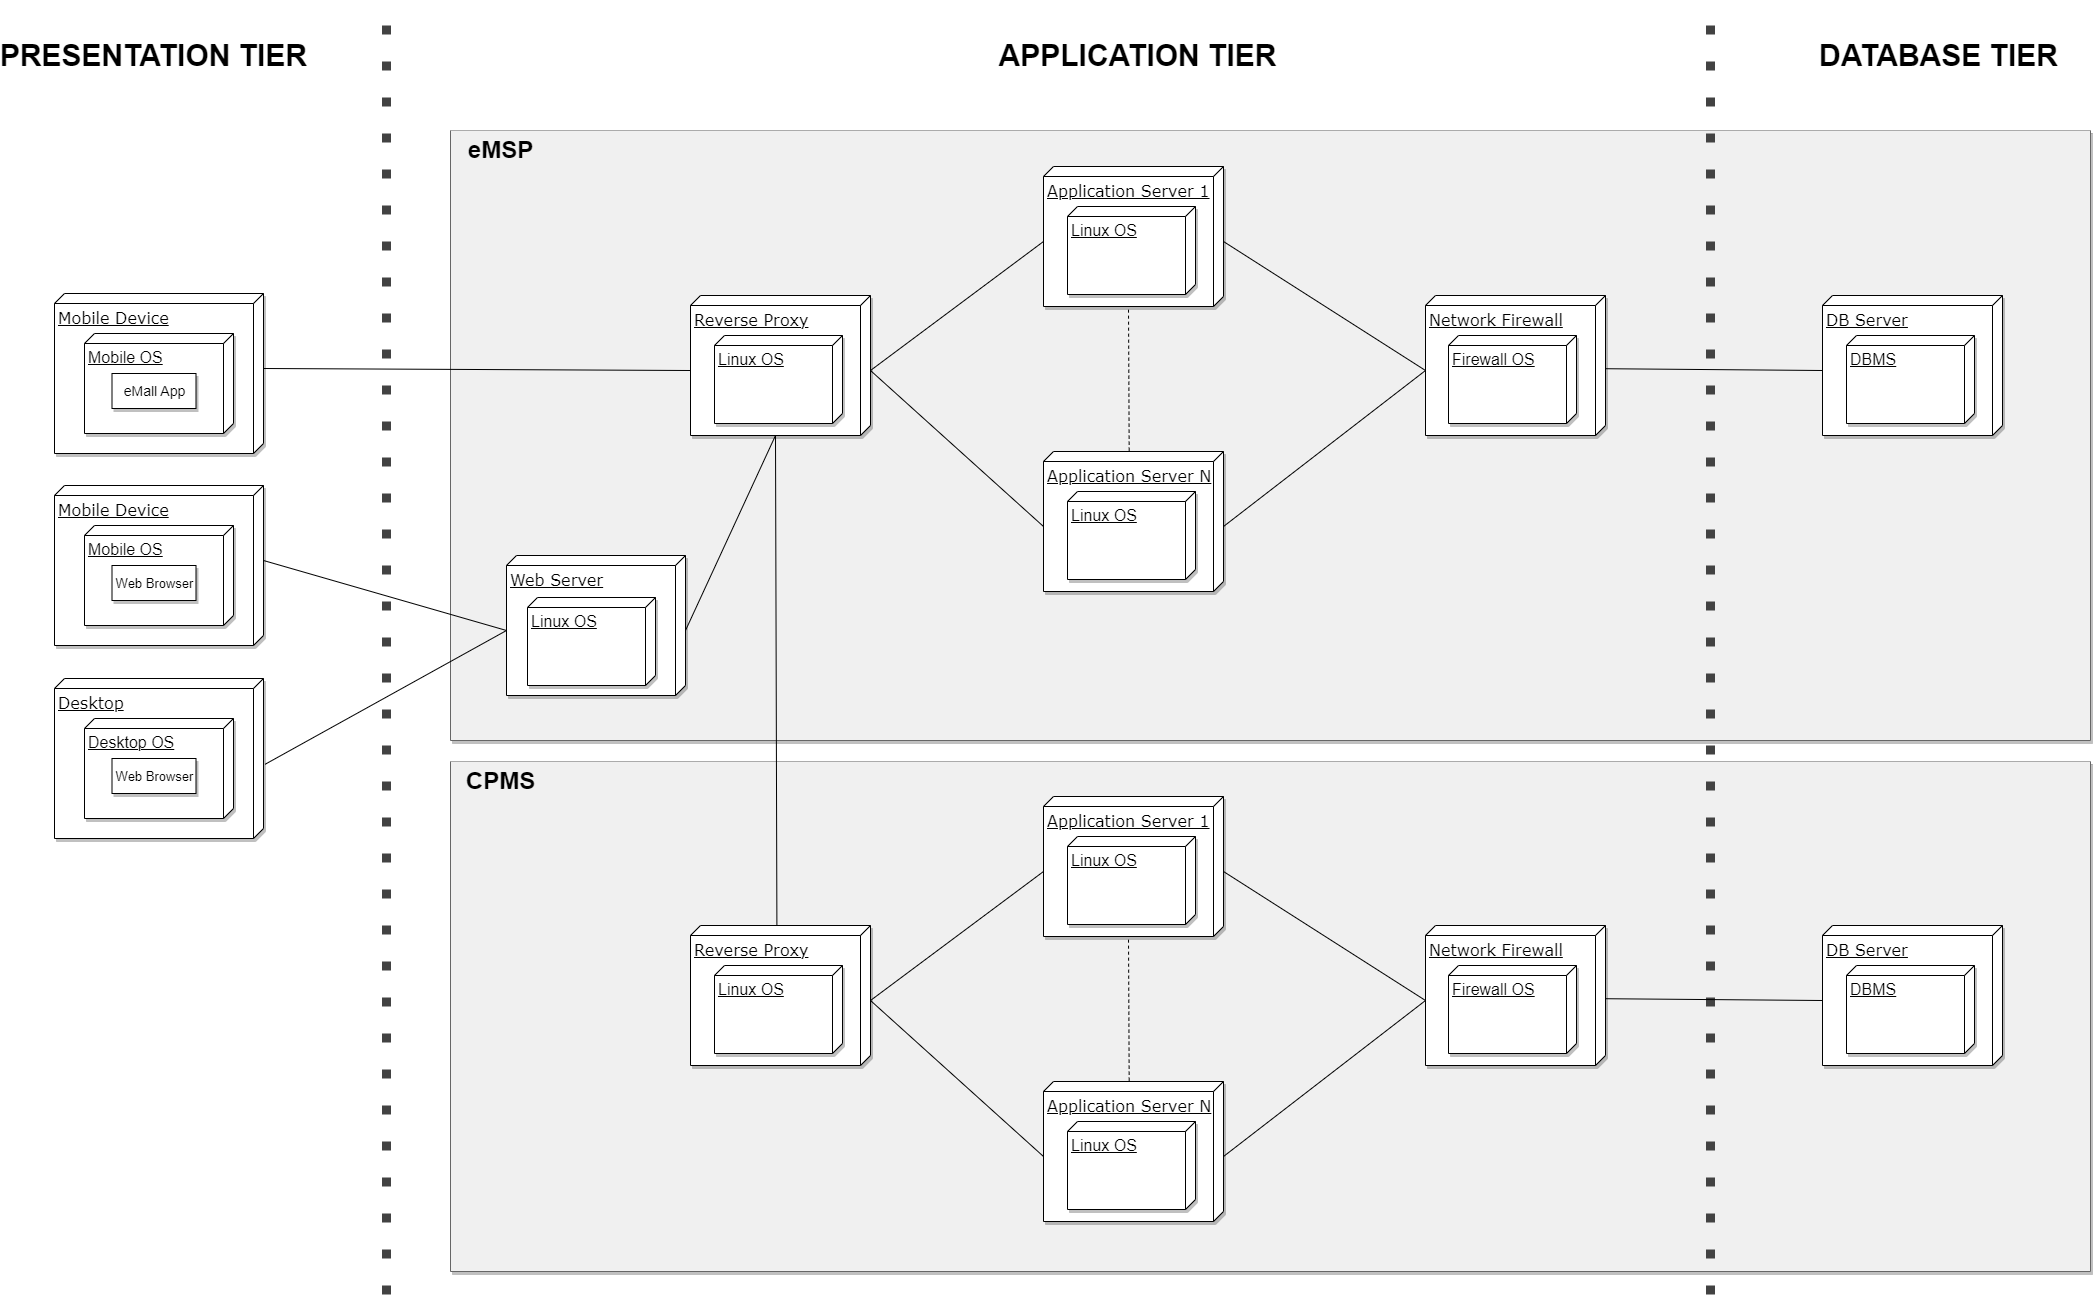 PRESENTATION TIER
APPLICATION TIER
DATABASE TIER
eMSP
Application Server 1
Linux OS
Mobile Device
Mobile OS
eMall App
Reverse Proxy
Linux OS
Network Firewall
Firewall OS
DB Server
DBMS
Application Server N
Linux OS
Mobile Device
Mobile OS
Web Browser
Web Server
Linux OS
Desktop
Desktop OS
Web Browser
CPMS
Application Server 1
Linux OS
Reverse Proxy
Linux OS
Network Firewall
Firewall OS
DB Server
DBMS
Application Server N
Linux OS